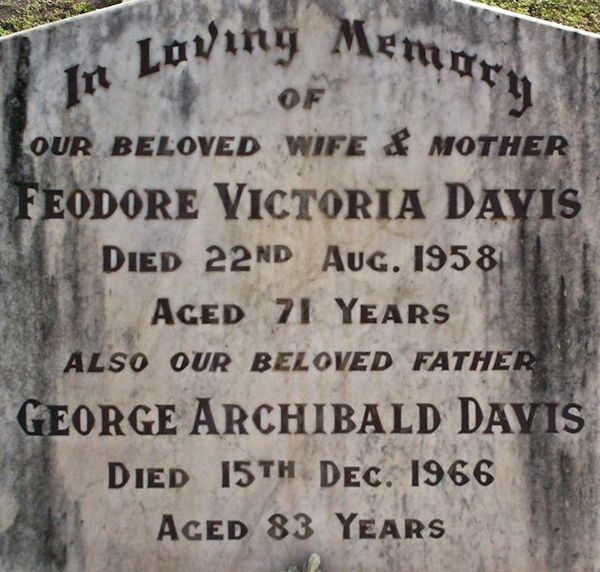 In Loving Memory
OF
OUR BELOVED WIFE & MOTHER
FEODORE VICTORIA DAVIS
DIED 22ND AUG. 1958
AGED 71 YEARS
ALSO OUR BELOVED FATHER
GEORGE ARCHIBALD DAVIS
DIED 15TH DEC. 1966
AGED 83 YEARS